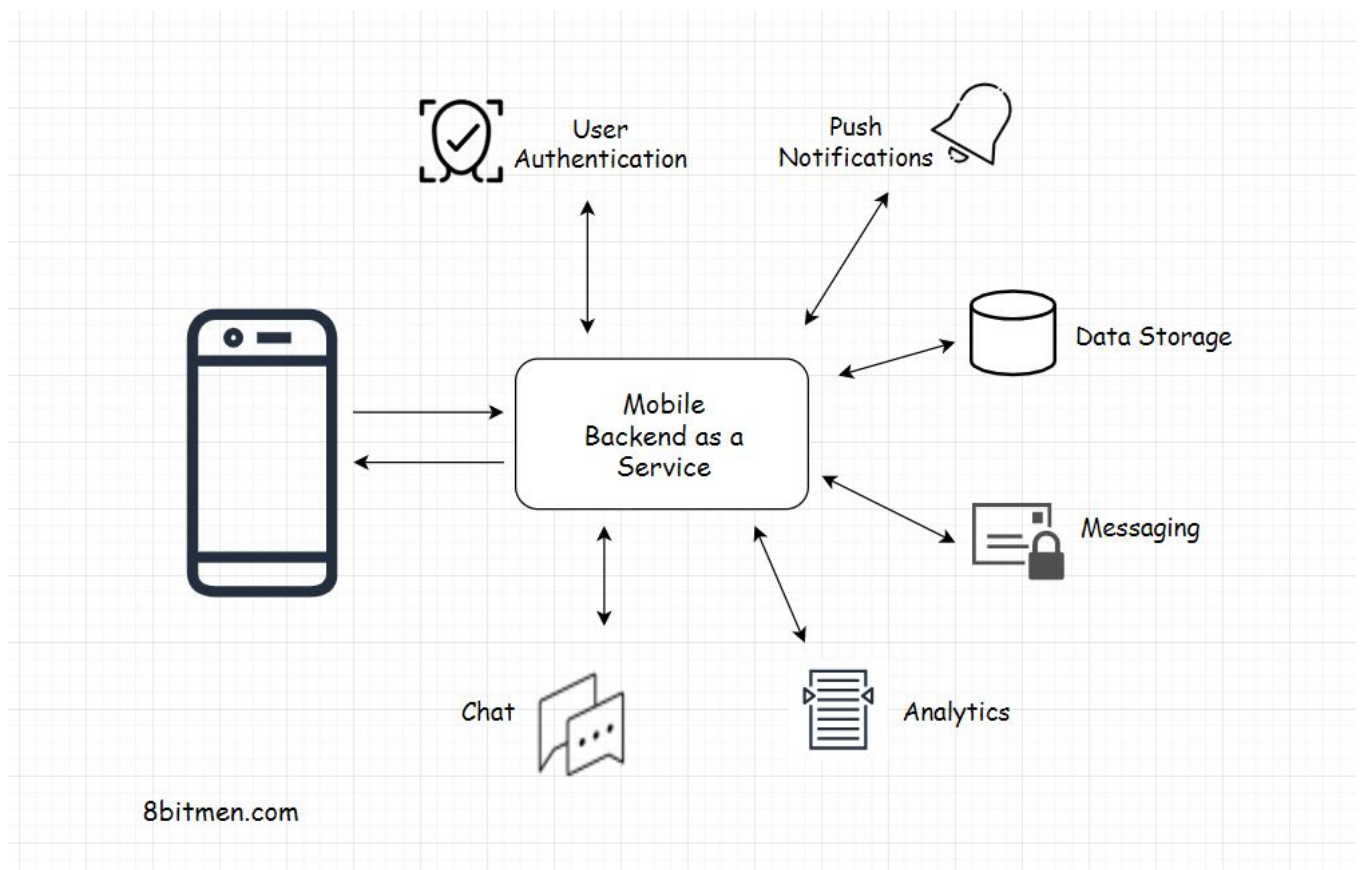 User
Authentication
Push
Notifications
Data Storage
Mobile
Backend as a
Service
Messaging
Chat
Analytics
8bitmen.com